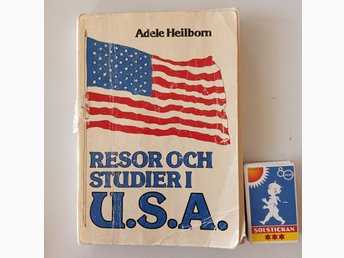 Adele Heilborn
RESOR OCH
STUDIER I
U.S.A.
SOLSTICKAN